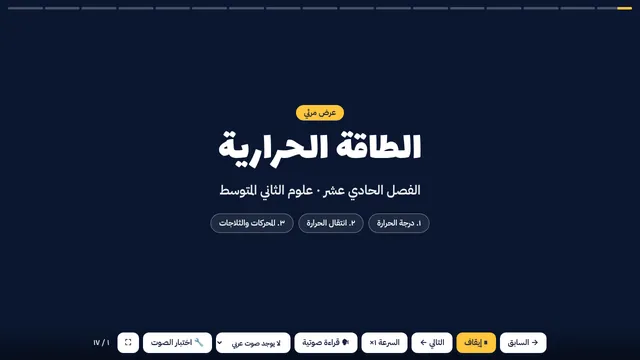 عرض مرئي
الطاقة الحرارية
الفصل الحادي عشر · علوم الثاني المتوسط
١. درجة الحرارة
٢. انتقال الحرارة
٣. المحركات والثلاجات
→ السابق
⏸ إيقاف
التالي ←
السرعة ١×
🗣 قراءة صوتية
لا يوجد صوت عربي
🔧 اختبار الصوت
١ / ١٧